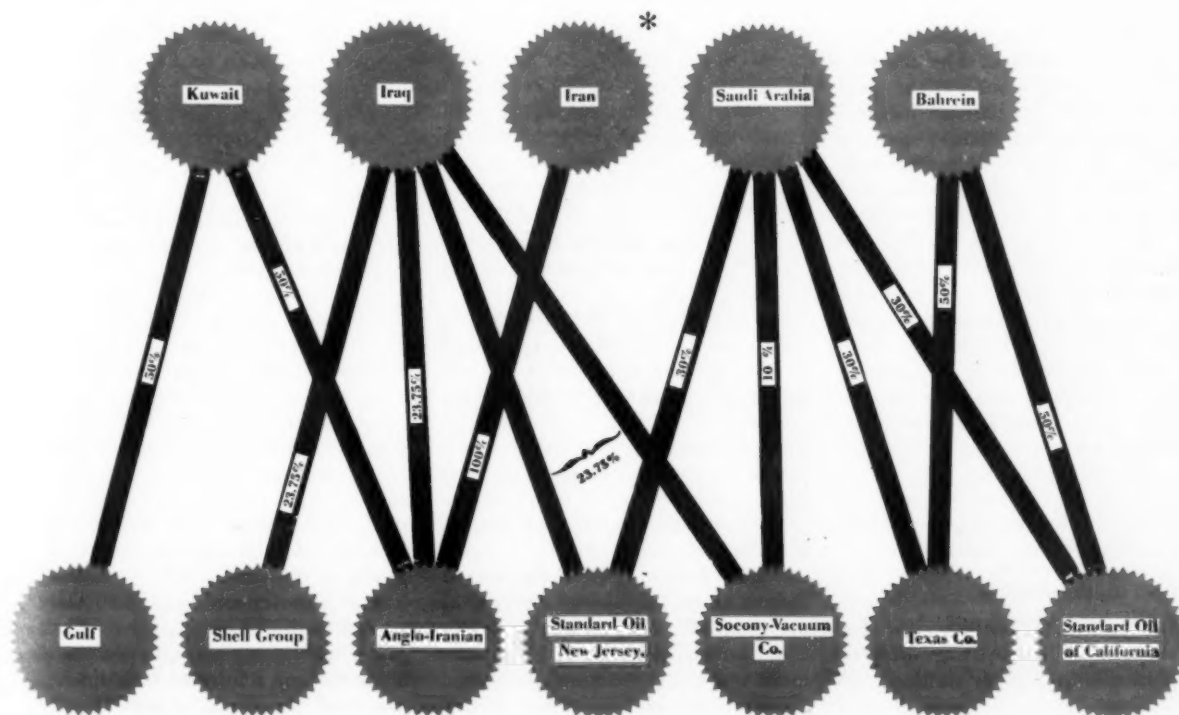 *
Kuwait
Iraq
Iran
Saudi Arabia
Bahrein
50%
50%
23.75%
23.75%
100%
23.75%
30%
10 %
30%
30%
50%
50%
Gulf
Shell Group
Anglo-Iranian
Standard Oil
New Jersey.
Socony-Vacuum
Co.
Texas Co.
Standard Oil
of California